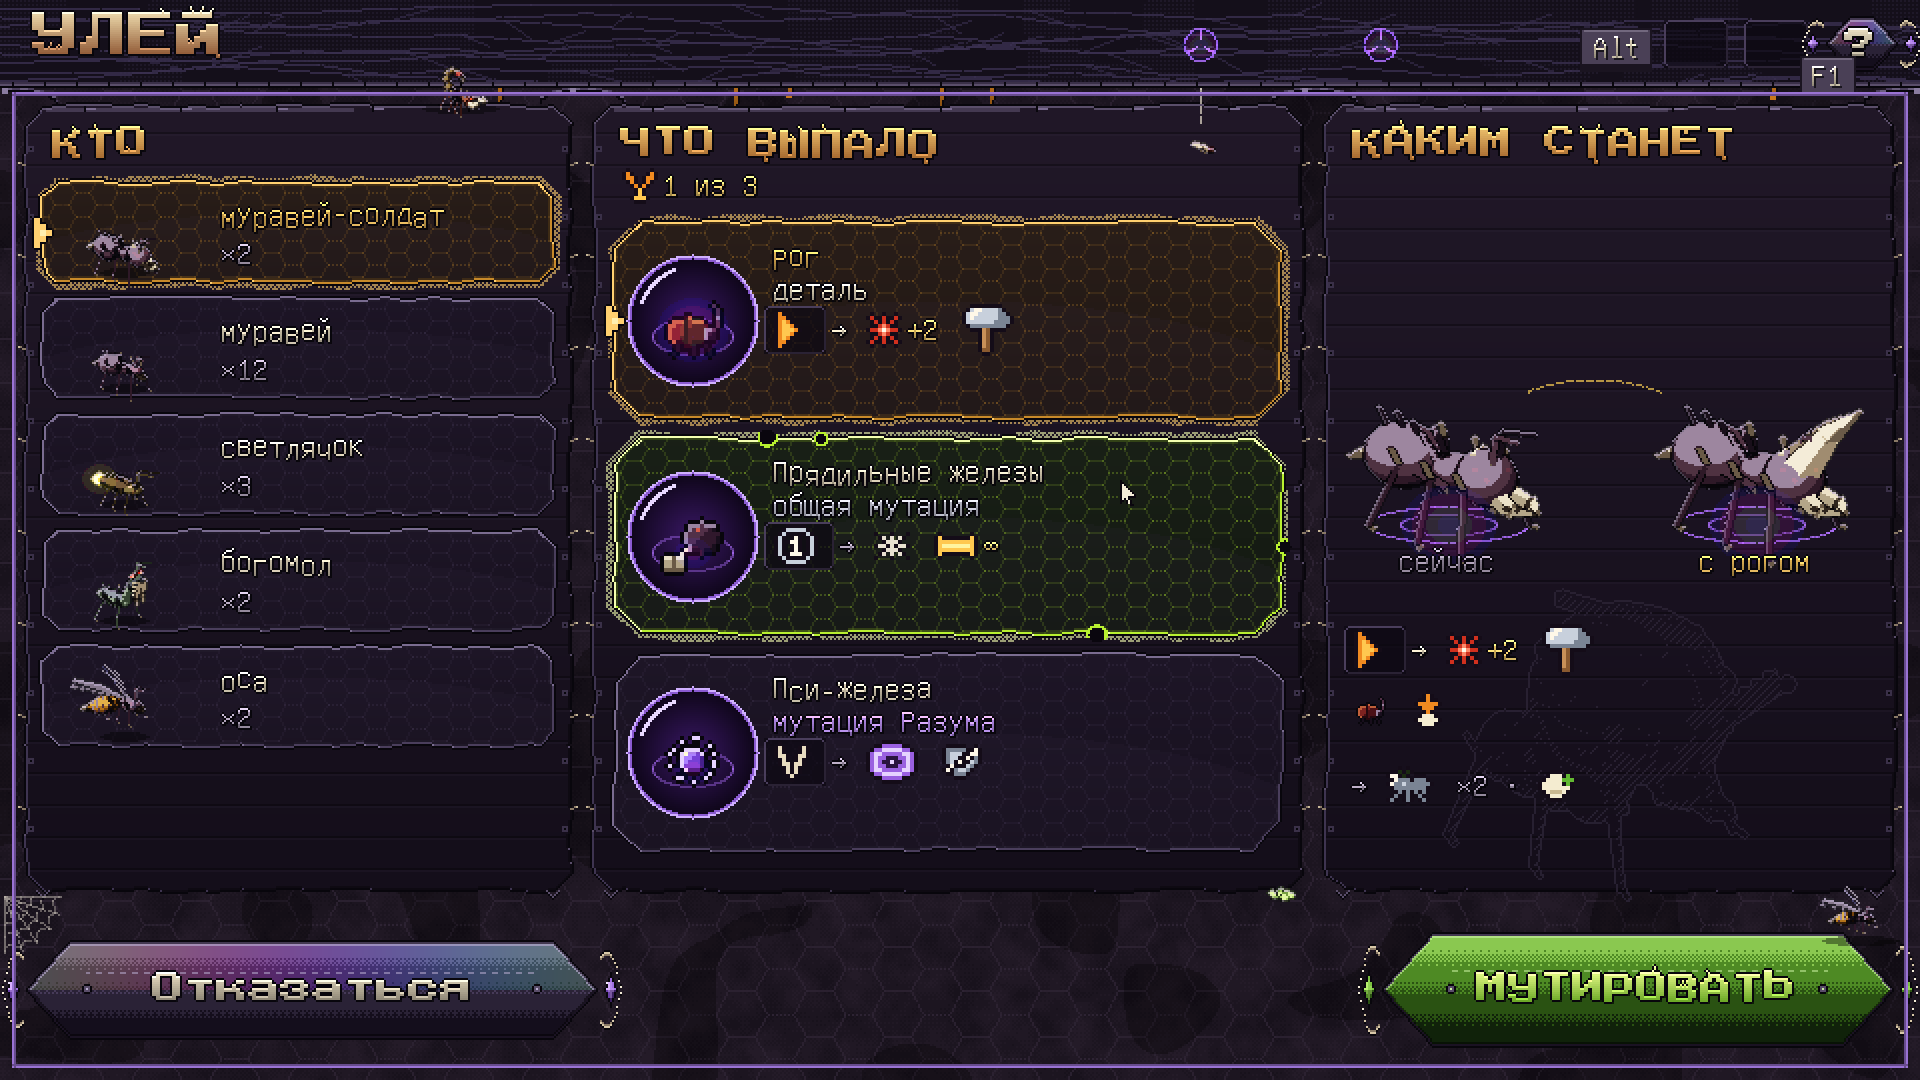 УЛЕЙ
Alt
?
F1
КТО
муравей-солдат
×2
муравей
×12
светлячок
×3
богомол
×2
оса
×2
ЧТО ВЫПАЛО
1 из 3
рог
деталь
→ +2
Прядильные железы
общая мутация
1 → ∞
Пси-железа
мутация Разума
→
КАКИМ СТАНЕТ
сейчас
с рогом
→ +2
→ ×2 ·
Отказаться
МУТИРОВАТЬ